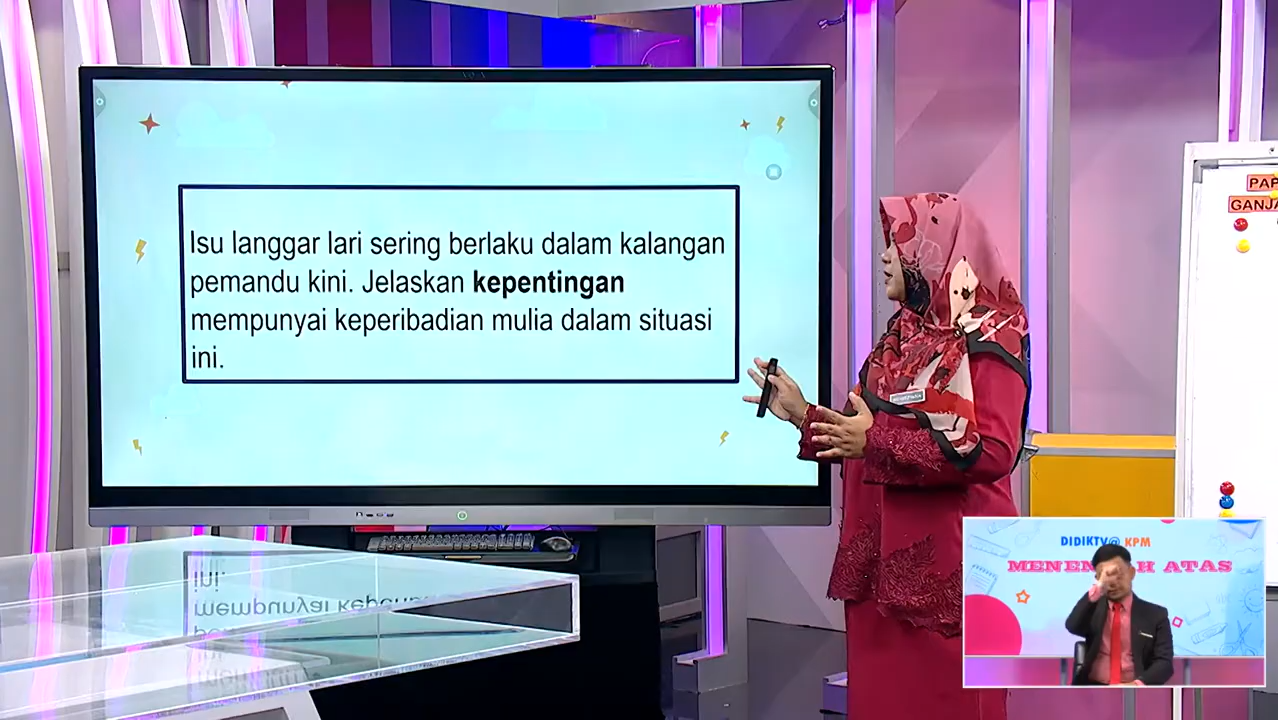 Isu langgar lari sering berlaku dalam kalangan
pemandu kini. Jelaskan kepentingan
mempunyai keperibadian mulia dalam situasi
ini.
DIDIKTV@ KPM
ATAS